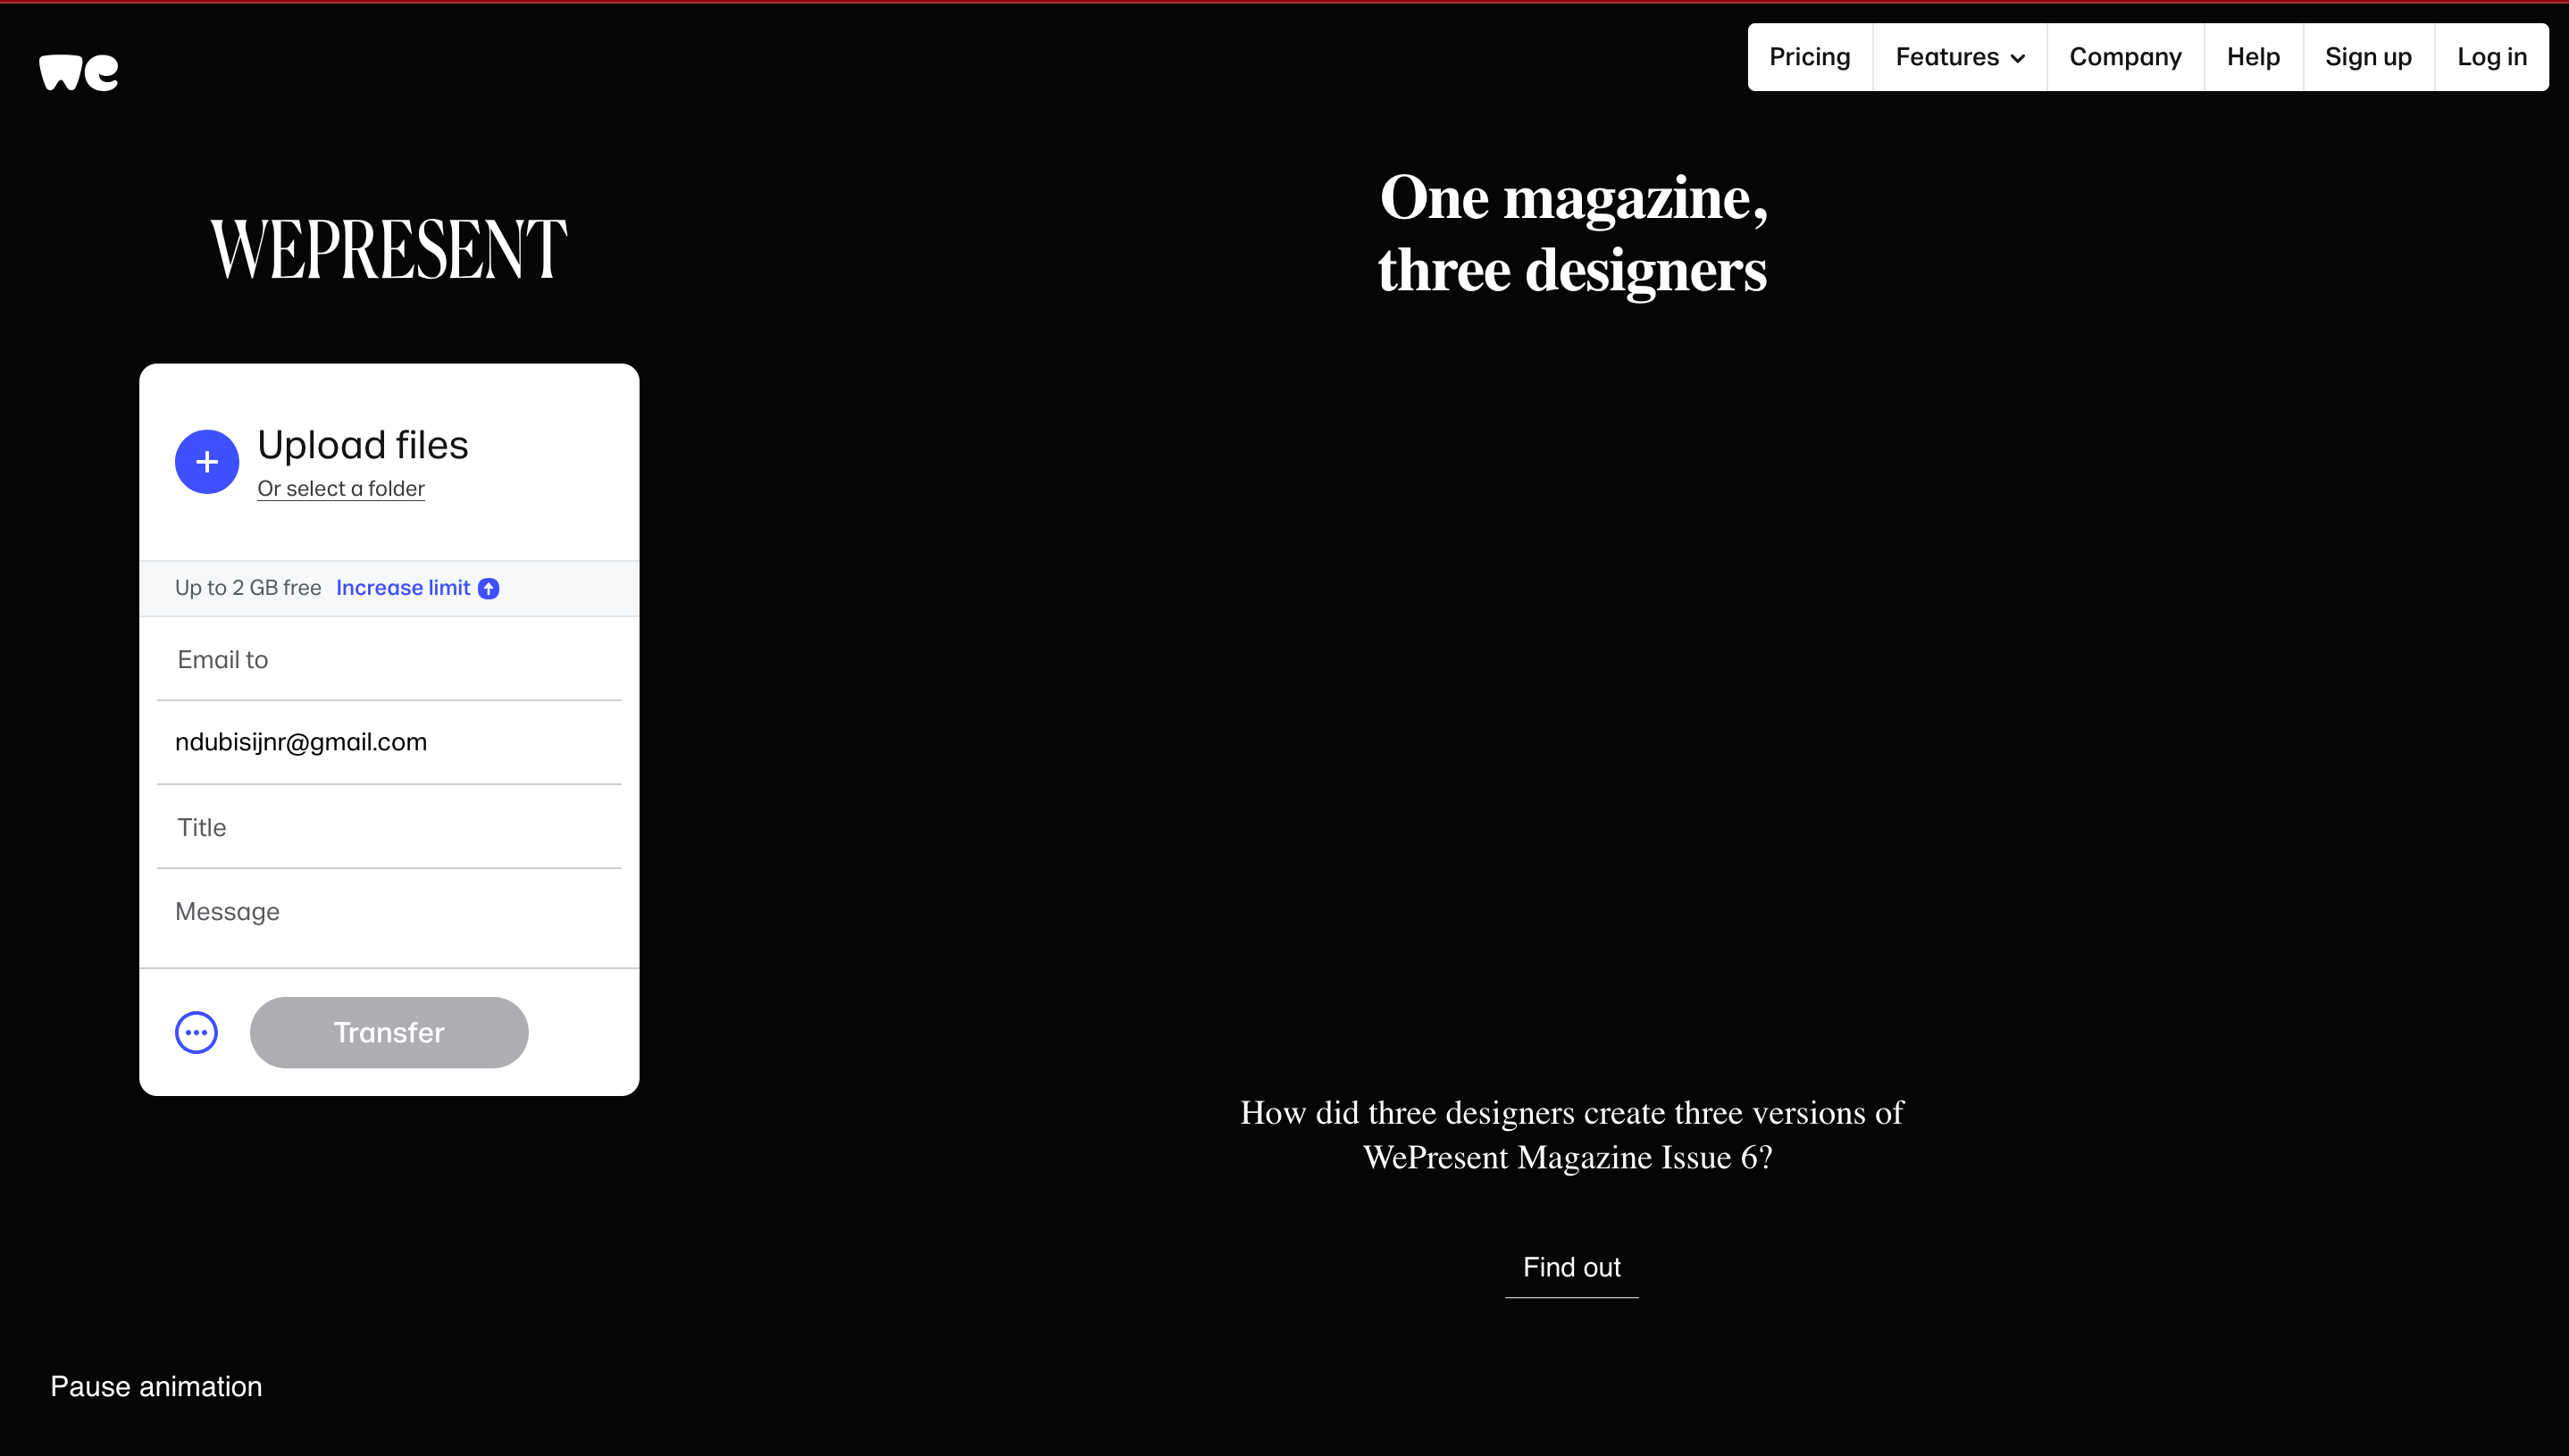 we
Pricing
Features
Company
Help
Sign up
Log in
WEPRESENT
One magazine,
three designers
Upload files
Or select a folder
Up to 2 GB free Increase limit
Email to
ndubisijnr@gmail.com
Title
Message
Transfer
How did three designers create three versions of
WePresent Magazine Issue 6?
Find out
Pause animation